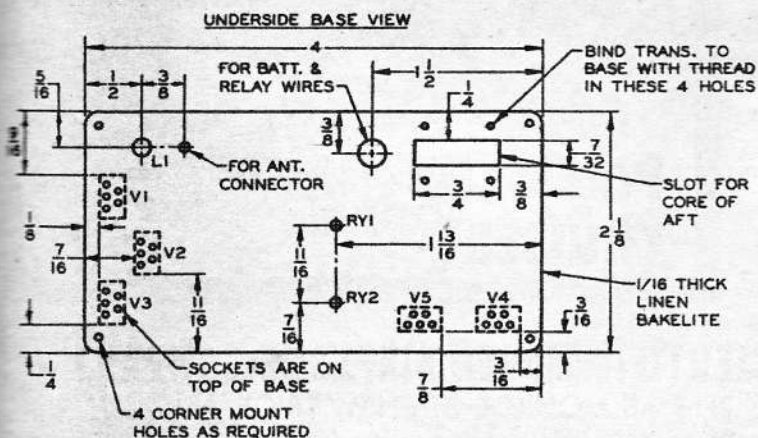 UNDERSIDE BASE VIEW
4
5/16
1/2
3/8
FOR BATT. &
RELAY WIRES
1 1/2
1/4
BIND TRANS. TO
BASE WITH THREAD
IN THESE 4 HOLES
3/8
L1
FOR ANT.
CONNECTOR
7/32
3/4
3/8
SLOT FOR
CORE OF
AFT
V1
1/8
7/16
V2
RY1
1 13/16
2 1/8
11/16
11/16
V3
RY2
7/16
V5
V4
3/16
1/16 THICK
LINEN
BAKELITE
1/4
SOCKETS ARE ON
TOP OF BASE
7/8
3/16
4 CORNER MOUNT
HOLES AS REQUIRED